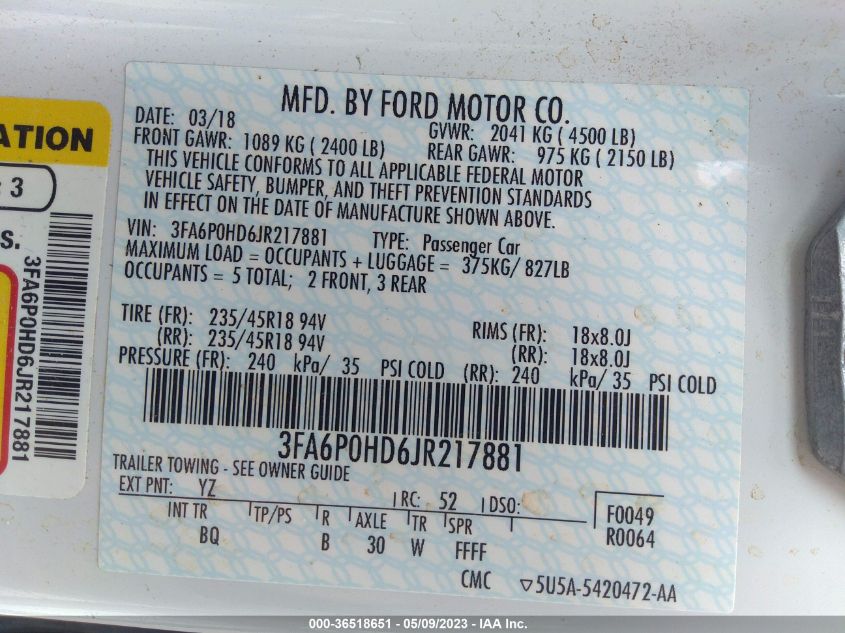 MFD. BY FORD MOTOR CO.
DATE: 03/18 GVWR: 2041 KG ( 4500 LB)
FRONT GAWR: 1089 KG ( 2400 LB) REAR GAWR: 975 KG ( 2150 LB)
THIS VEHICLE CONFORMS TO ALL APPLICABLE FEDERAL MOTOR
VEHICLE SAFETY, BUMPER, AND THEFT PREVENTION STANDARDS
IN EFFECT ON THE DATE OF MANUFACTURE SHOWN ABOVE.
VIN: 3FA6P0HD6JR217881 TYPE: Passenger Car
MAXIMUM LOAD = OCCUPANTS + LUGGAGE = 375KG/ 827LB
OCCUPANTS = 5 TOTAL; 2 FRONT, 3 REAR
TIRE (FR): 235/45R18 94V RIMS (FR): 18x8.0J
(RR): 235/45R18 94V (RR): 18x8.0J
PRESSURE (FR): 240 kPa/ 35 PSI COLD (RR): 240 kPa/ 35 PSI COLD
3FA6P0HD6JR217881
TRAILER TOWING - SEE OWNER GUIDE
EXT PNT: YZ RC: 52 DSO: F0049
INT TR TP/PS R AXLE TR SPR R0064
BQ B 30 W FFFF
CMC ▽5U5A-5420472-AA
ATION
3
S.
3FA6P0HD6JR217881
000-36518651 - 05/09/2023 - IAA Inc.